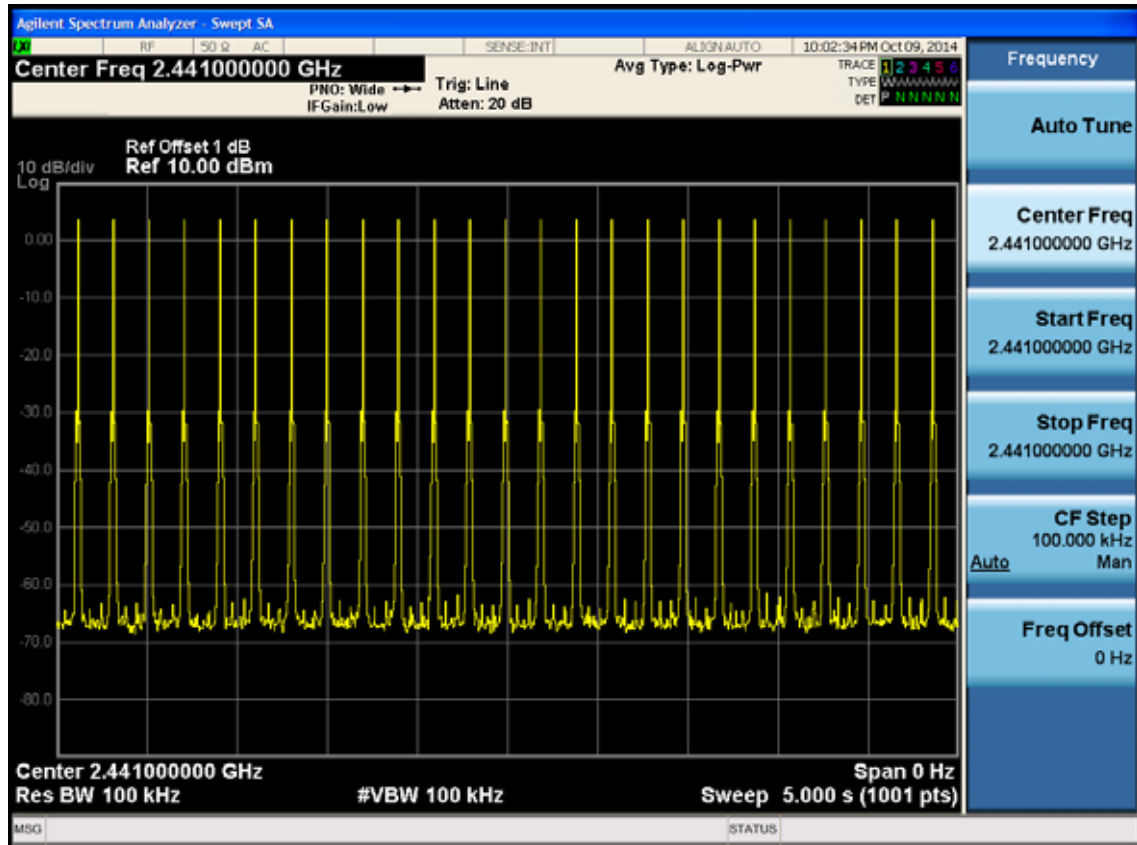 Agilent Spectrum Analyzer - Swept SA
RF 50 Ω AC SENSE:INT ALIGN AUTO 10:02:34 PM Oct 09, 2014
Center Freq 2.441000000 GHz
PNO: Wide
IFGain:Low
Trig: Line
Atten: 20 dB
Avg Type: Log-Pwr
TRACE 1 2 3 4 5 6
TYPE
DET P N N N N N
Ref Offset 1 dB
10 dB/div Ref 10.00 dBm
Log
0.00
-10.0
-20.0
-30.0
-40.0
-50.0
-60.0
-70.0
-80.0
Center 2.441000000 GHz Span 0 Hz
Res BW 100 kHz #VBW 100 kHz Sweep 5.000 s (1001 pts)
MSG STATUS
Frequency
Auto Tune
Center Freq
2.441000000 GHz
Start Freq
2.441000000 GHz
Stop Freq
2.441000000 GHz
CF Step
100.000 kHz
Auto Man
Freq Offset
0 Hz